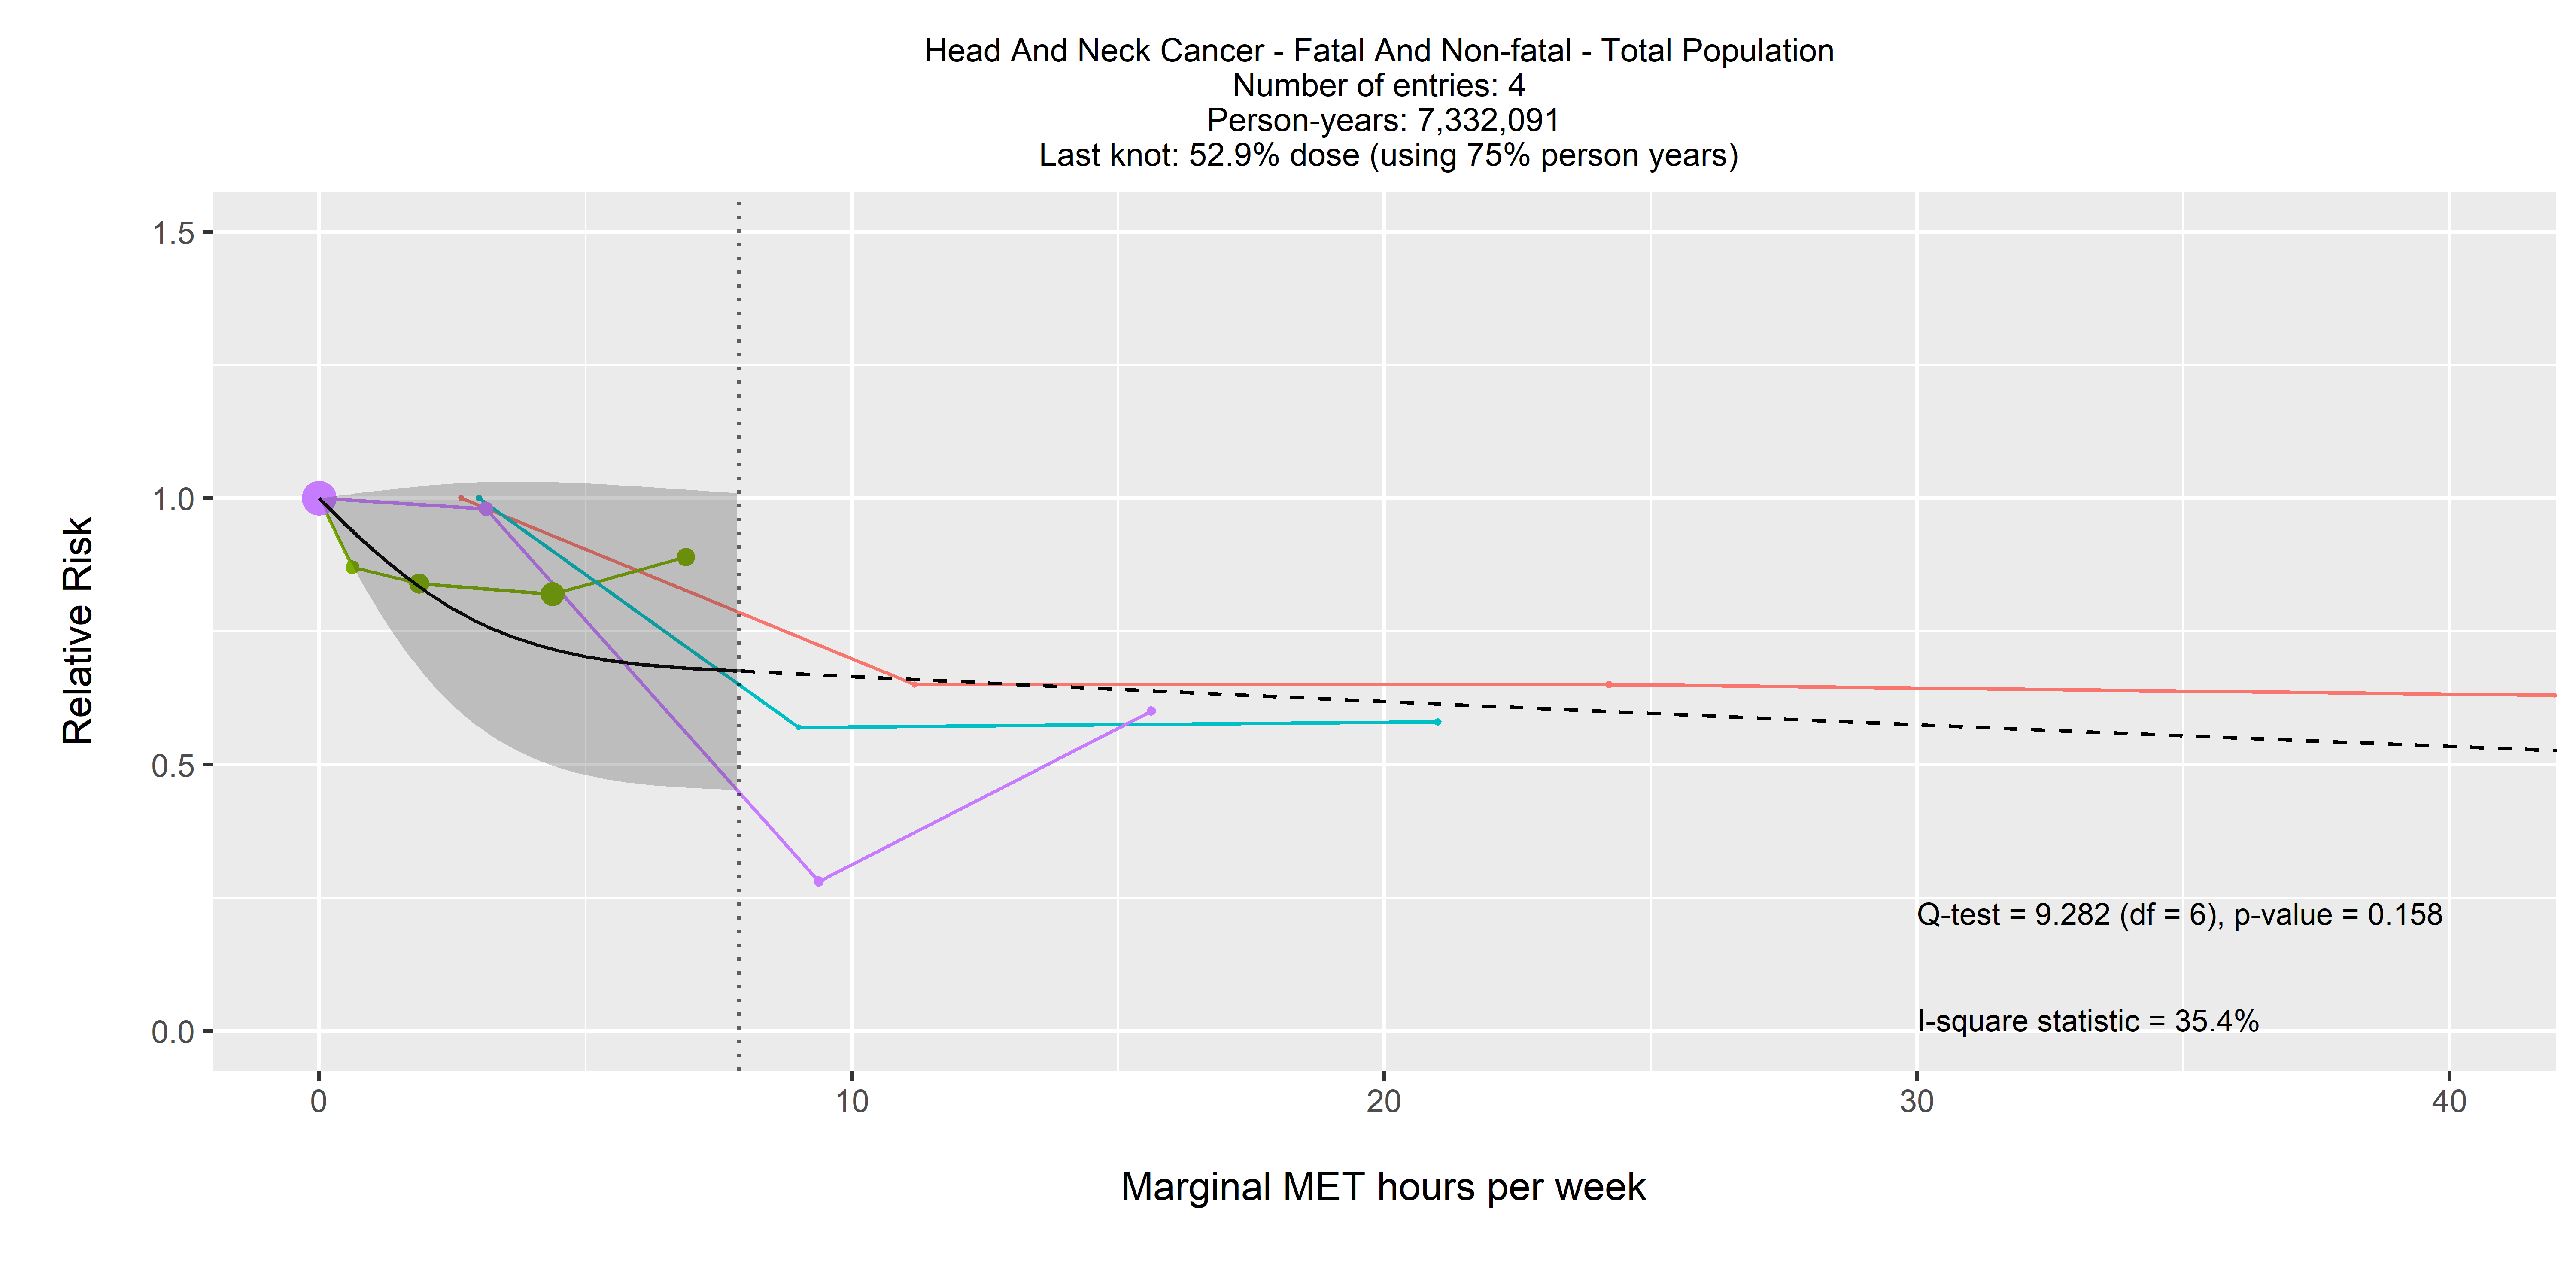 Head And Neck Cancer - Fatal And Non-fatal - Total Population
Number of entries: 4
Person-years: 7,332,091
Last knot: 52.9% dose (using 75% person years)
1.5
1.0
0.5
0.0
Relative Risk
Q-test = 9.282 (df = 6), p-value = 0.158
I-square statistic = 35.4%
0 10 20 30 40
Marginal MET hours per week